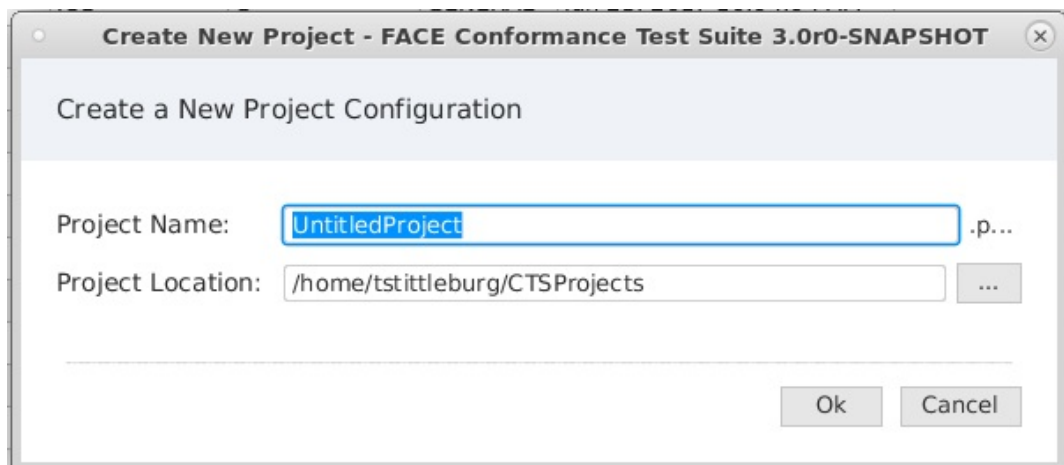 Create New Project - FACE Conformance Test Suite 3.0r0-SNAPSHOT
Create a New Project Configuration
Project Name: UntitledProject .p...
Project Location: /home/tstittleburg/CTSProjects ...
Ok Cancel